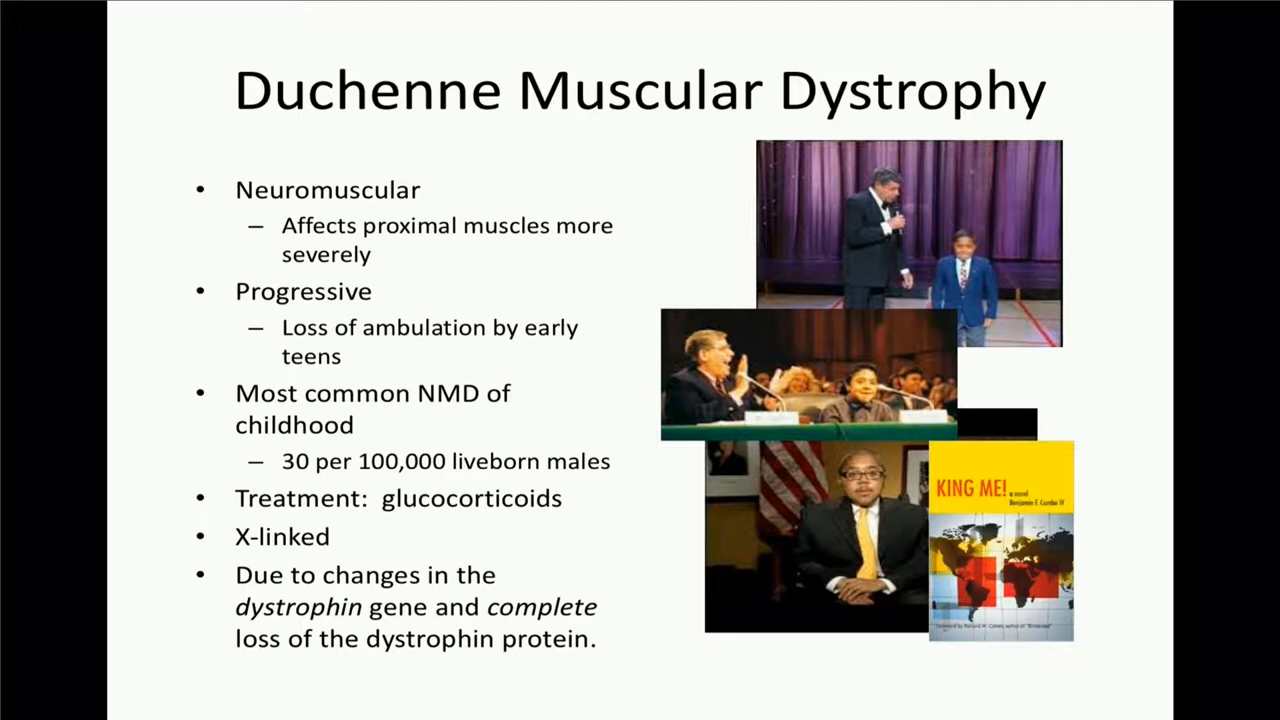 Duchenne Muscular Dystrophy
• Neuromuscular
– Affects proximal muscles more
severely
• Progressive
– Loss of ambulation by early
teens
• Most common NMD of
childhood
– 30 per 100,000 liveborn males
• Treatment: glucocorticoids
• X-linked
• Due to changes in the
dystrophin gene and complete
loss of the dystrophin protein.
KING ME! a novel
Benjamin F. Cumbo IV